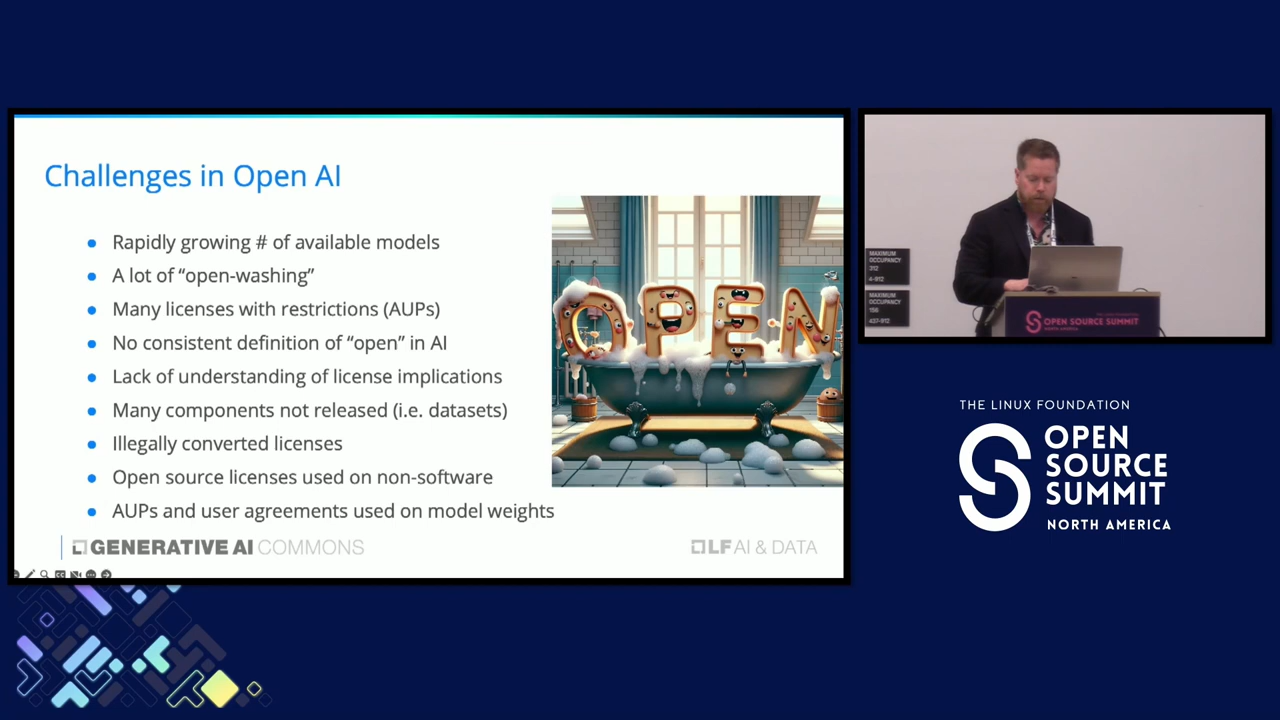 Challenges in Open AI
Rapidly growing # of available models
A lot of “open-washing”
Many licenses with restrictions (AUPs)
No consistent definition of “open” in AI
Lack of understanding of license implications
Many components not released (i.e. datasets)
Illegally converted licenses
Open source licenses used on non-software
AUPs and user agreements used on model weights
OPEN
GENERATIVE AI COMMONS
LF AI & DATA
MAXIMUM
OCCUPANCY
312
MAXIMUM
OCCUPANCY
156
OPEN SOURCE SUMMIT
NORTH AMERICA
THE LINUX FOUNDATION
OPEN
SOURCE
SUMMIT
NORTH AMERICA